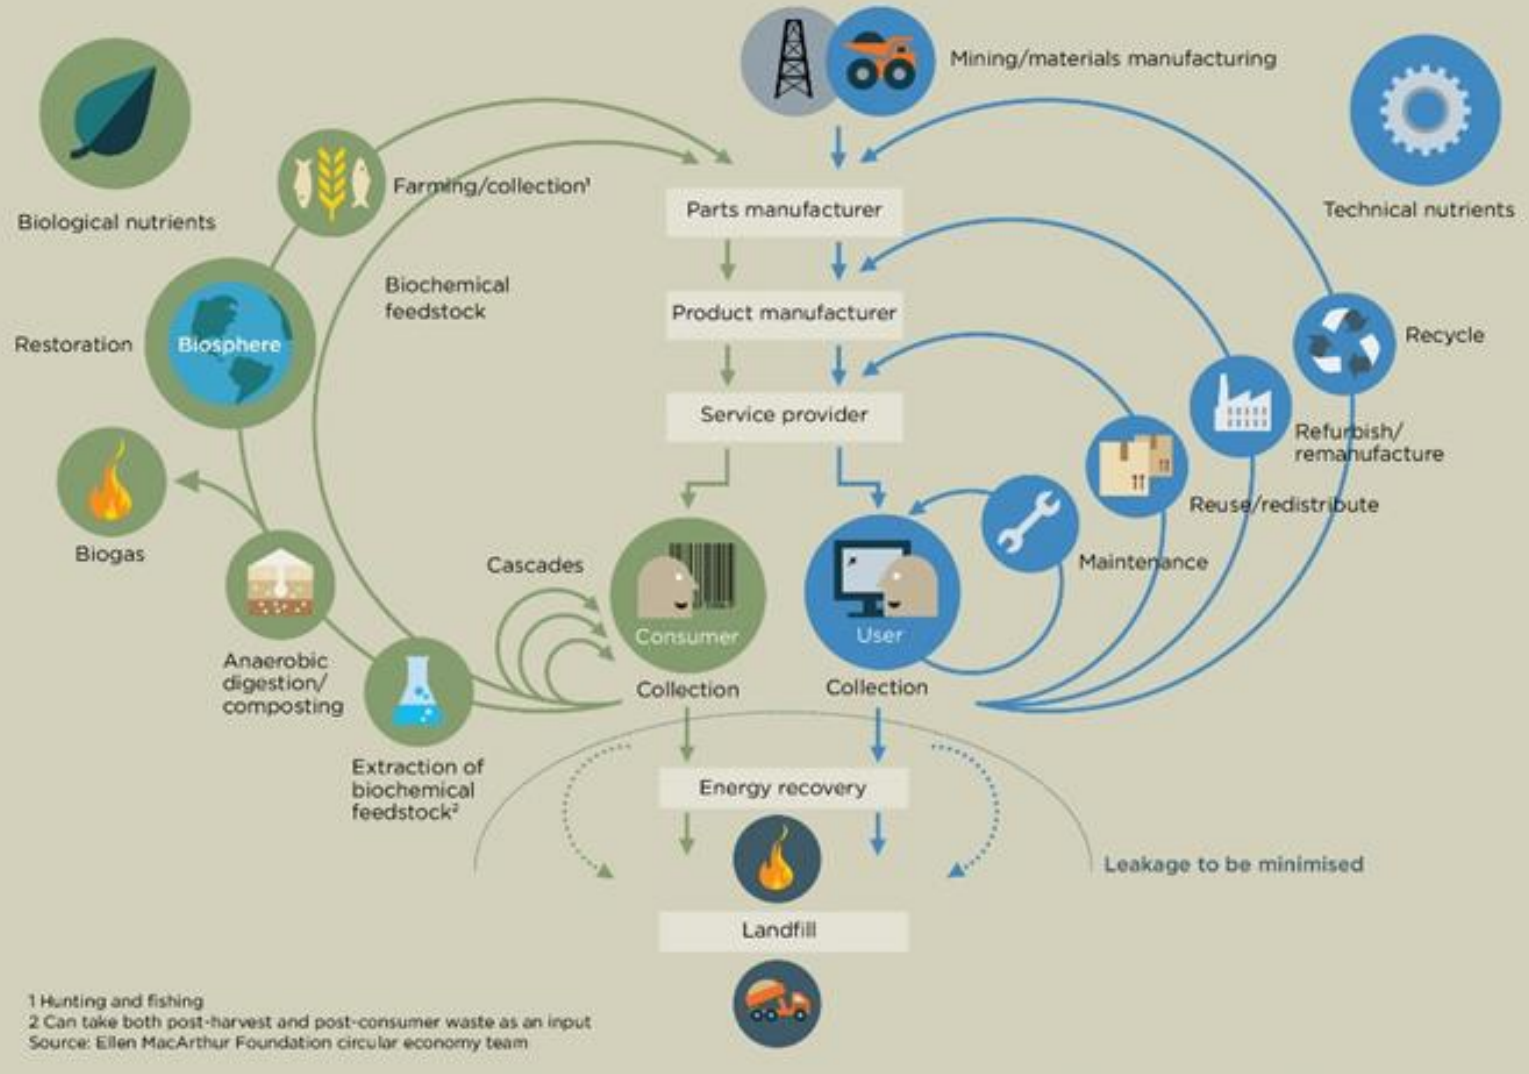 Mining/materials manufacturing
Biological nutrients
Farming/collection¹
Parts manufacturer
Technical nutrients
Biochemical
feedstock
Product manufacturer
Restoration
Biosphere
Recycle
Service provider
Refurbish/
remanufacture
Reuse/redistribute
Biogas
Cascades
Maintenance
Consumer
User
Anaerobic
digestion/
composting
Collection
Collection
Extraction of
biochemical
feedstock²
Energy recovery
Leakage to be minimised
Landfill
1 Hunting and fishing
2 Can take both post-harvest and post-consumer waste as an input
Source: Ellen MacArthur Foundation circular economy team